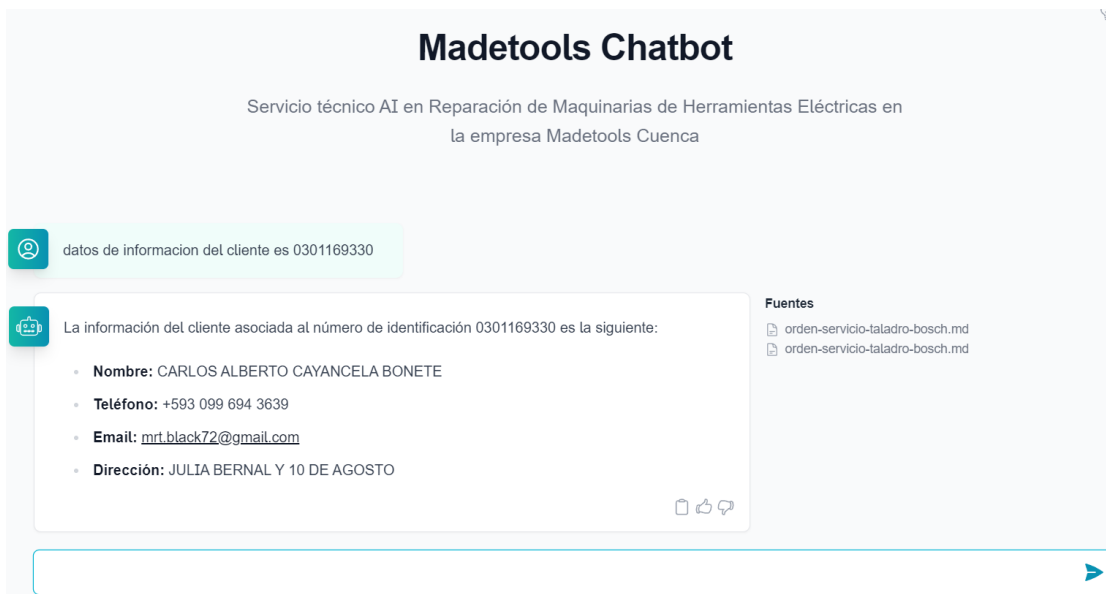 Madetools Chatbot
Servicio técnico AI en Reparación de Maquinarias de Herramientas Eléctricas en
la empresa Madetools Cuenca
datos de informacion del cliente es 0301169330
La información del cliente asociada al número de identificación 0301169330 es la siguiente:
Nombre: CARLOS ALBERTO CAYANCELA BONETE
Teléfono: +593 099 694 3639
Email: mrt.black72@gmail.com
Dirección: JULIA BERNAL Y 10 DE AGOSTO
Fuentes
orden-servicio-taladro-bosch.md
orden-servicio-taladro-bosch.md